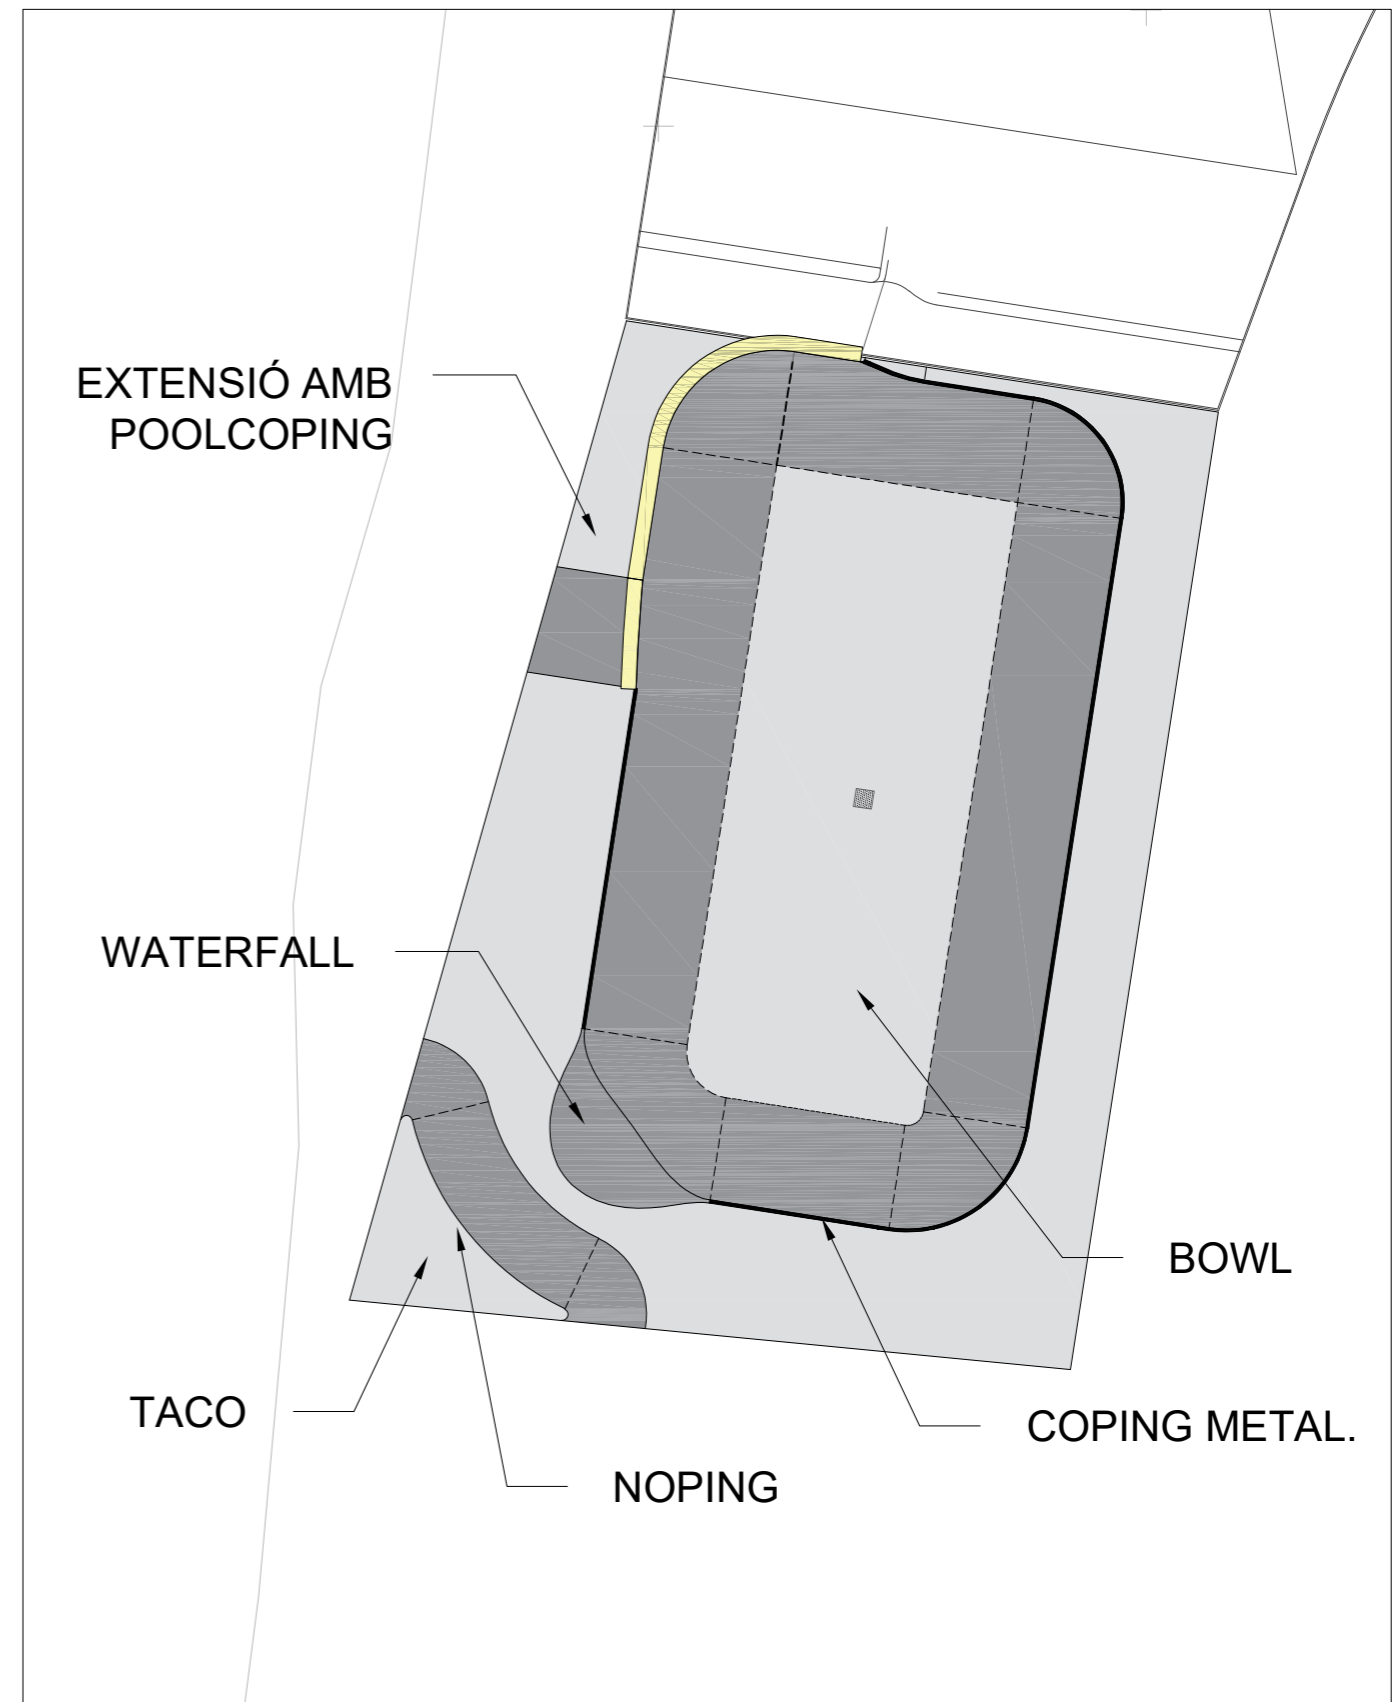 EXTENSIÓ AMB
POOLCOPING
WATERFALL
BOWL
TACO
COPING METAL.
NOPING